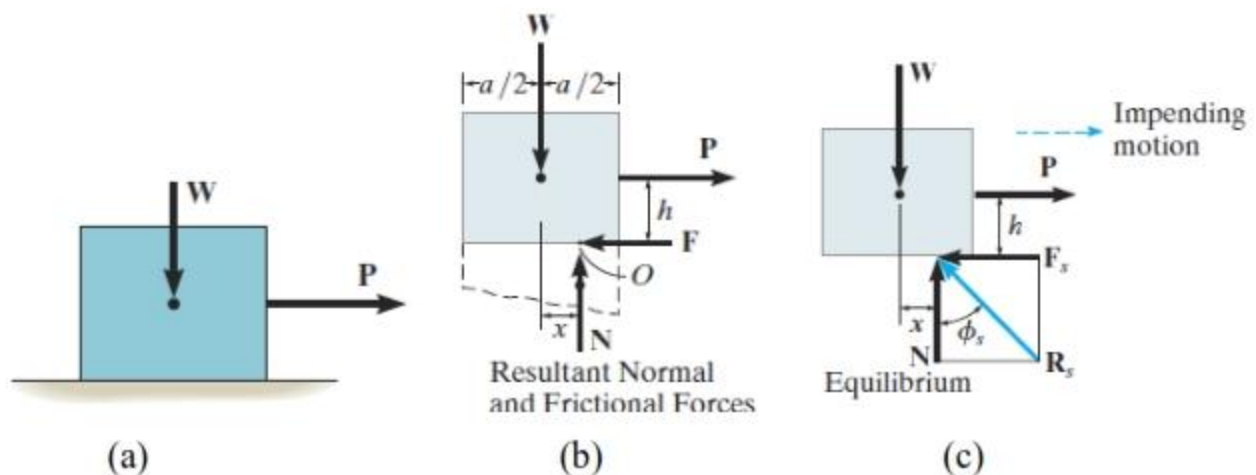 W
P
(a)
W
a/2 a/2
P
h
F
O
x
N
Resultant Normal
and Frictional Forces
(b)
W
Impending
motion
P
h
F_s
x
ϕ_s
N
R_s
Equilibrium
(c)